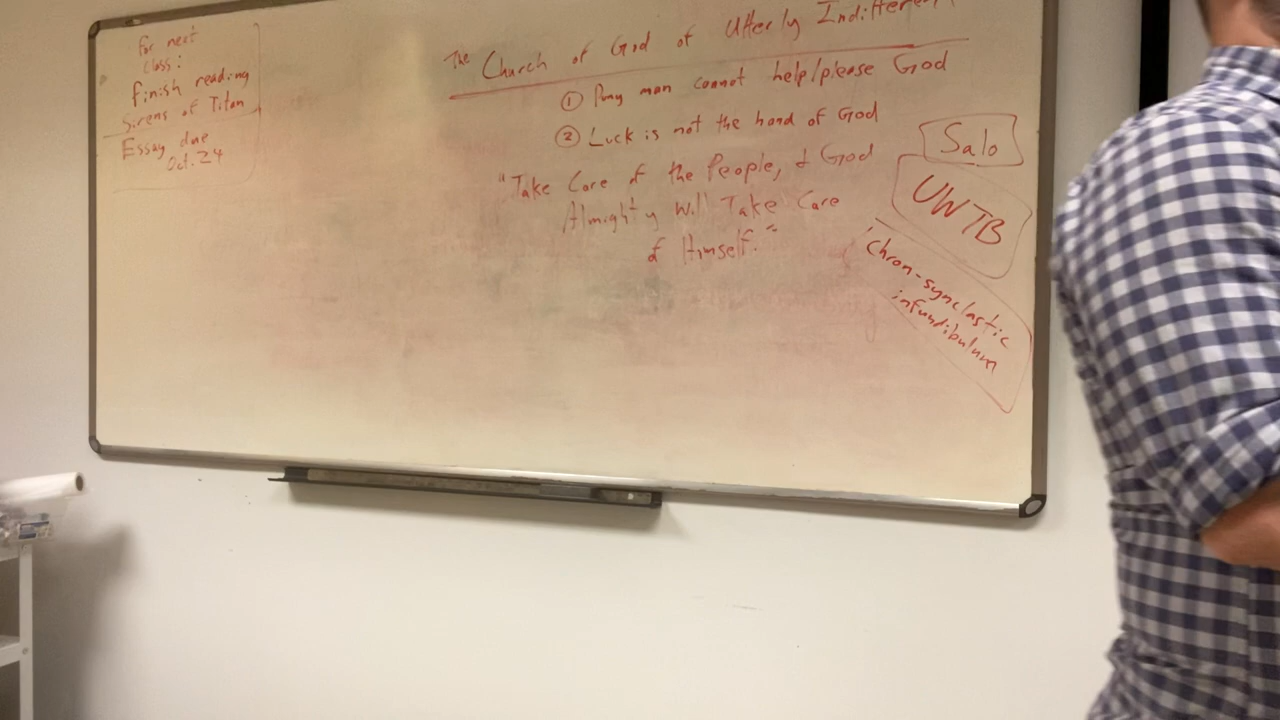 For next
class:
finish reading
Sirens of Titan
Essay due
Oct. 24
The Church of God of Utterly Indifferent
① Puny man cannot help/please God
② Luck is not the hand of God
"Take Care of the People, & God
Almighty Will Take Care
of Himself."
Salo
UWTB
chron-synclastic
infundibulum